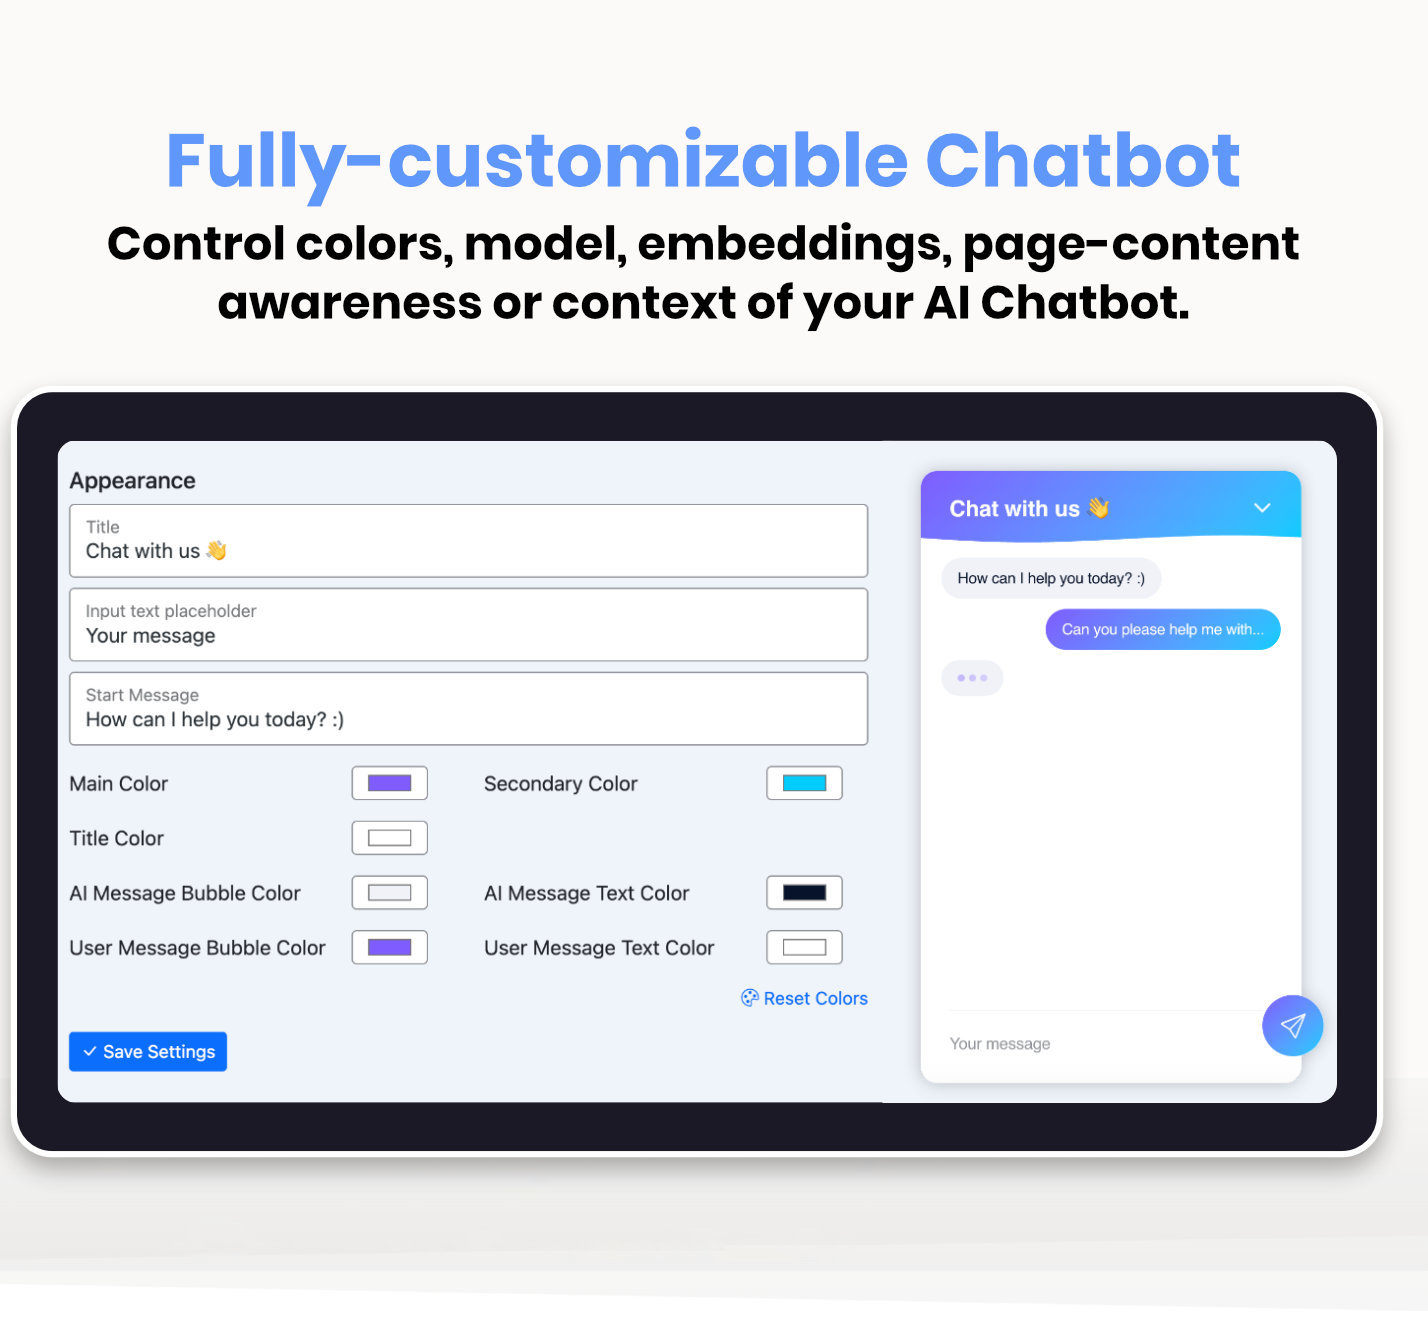 Fully-customizable Chatbot
Control colors, model, embeddings, page-content
awareness or context of your AI Chatbot.
Appearance
Title
Chat with us 👋
Input text placeholder
Your message
Start Message
How can I help you today? :)
Main Color
Secondary Color
Title Color
AI Message Bubble Color
AI Message Text Color
User Message Bubble Color
User Message Text Color
Reset Colors
Save Settings
Chat with us 👋
How can I help you today? :)
Can you please help me with...
Your message